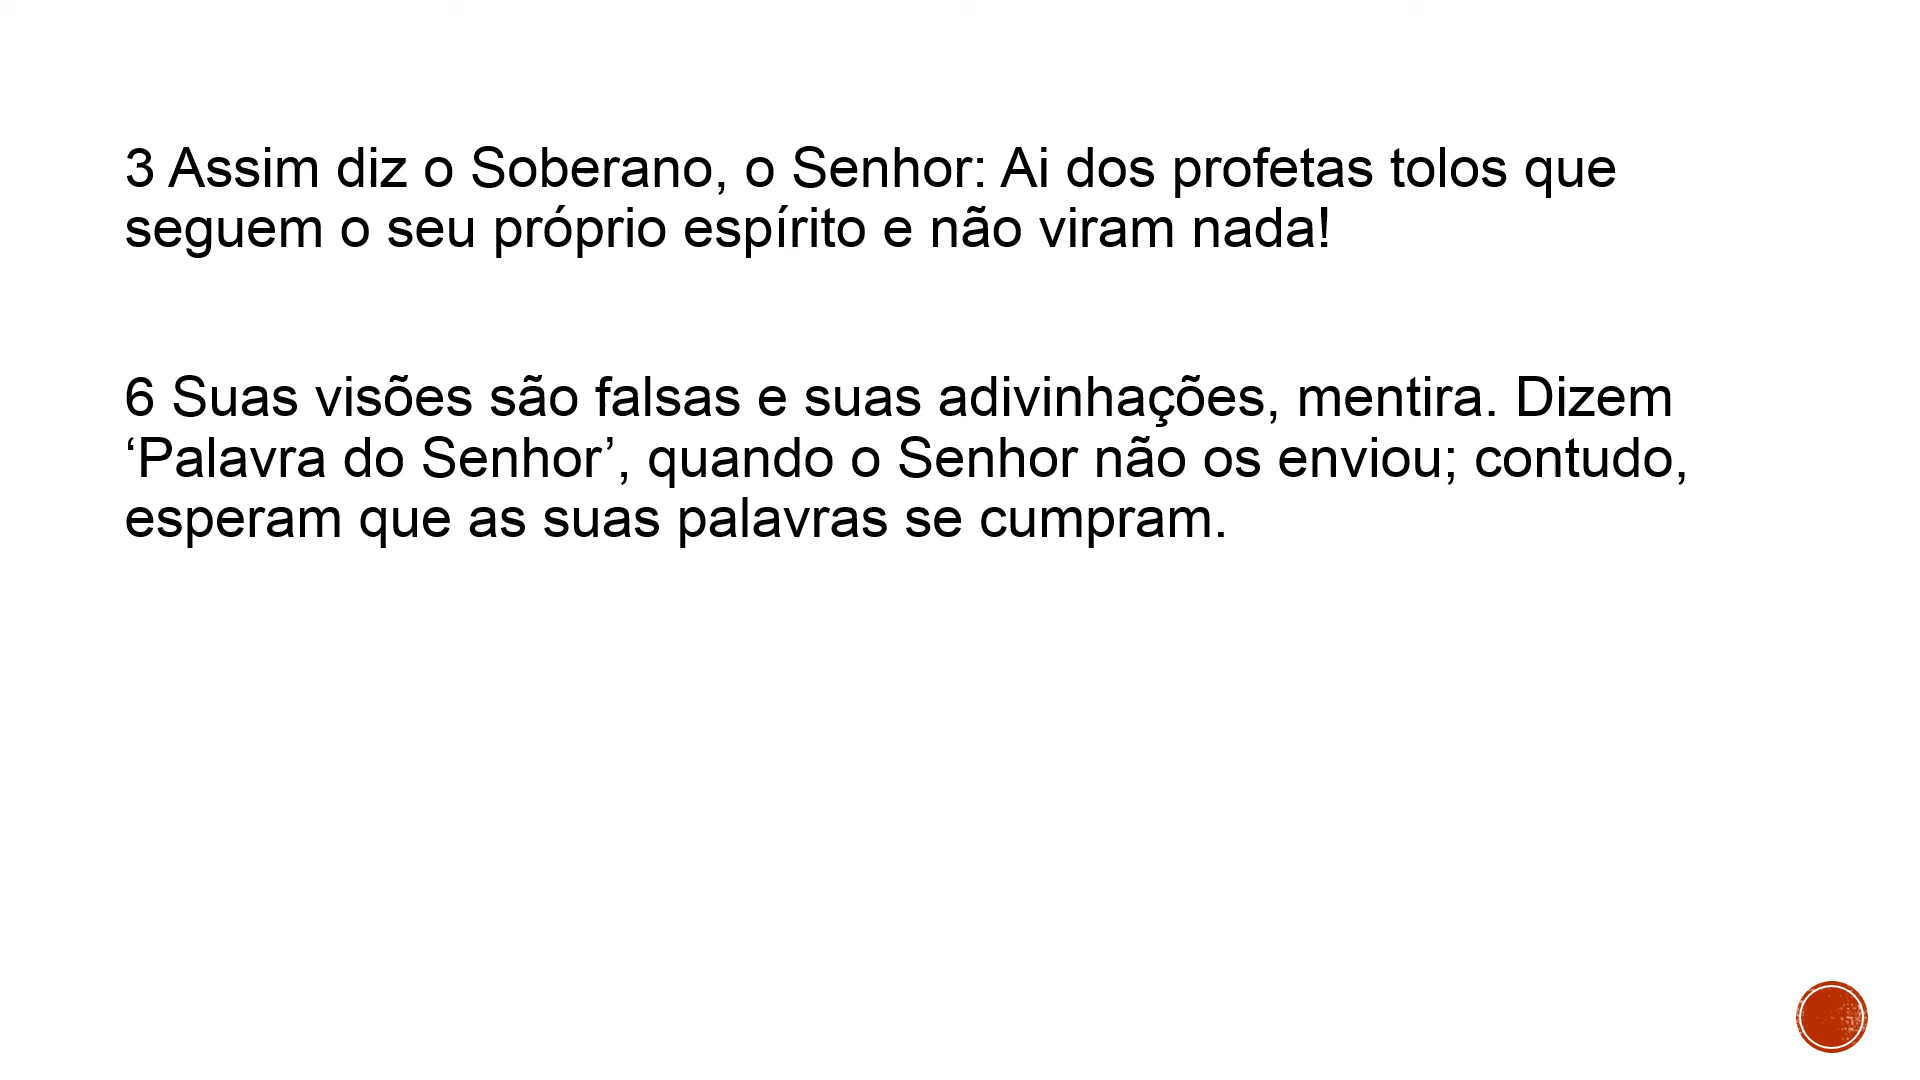 3 Assim diz o Soberano, o Senhor: Ai dos profetas tolos que
seguem o seu próprio espírito e não viram nada!
6 Suas visões são falsas e suas adivinhações, mentira. Dizem
‘Palavra do Senhor’, quando o Senhor não os enviou; contudo,
esperam que as suas palavras se cumpram.